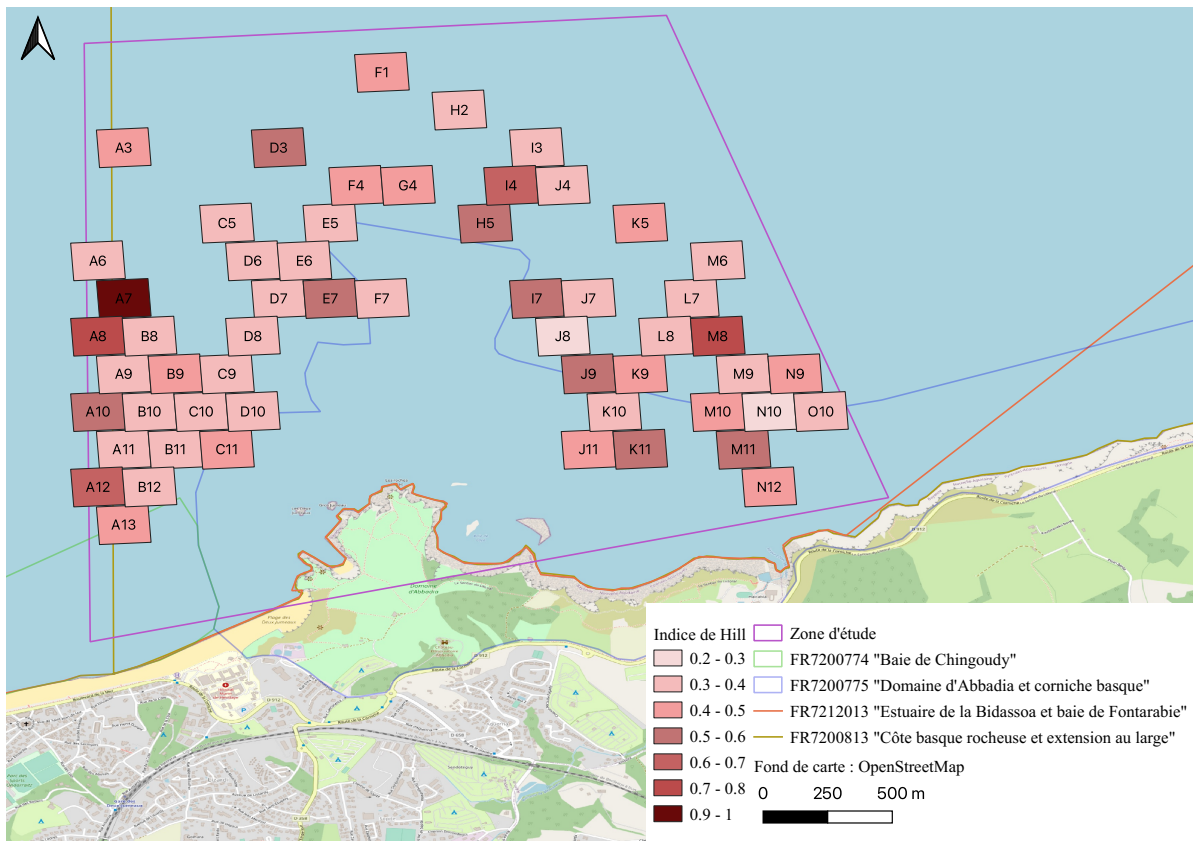 F1
H2
A3
D3
I3
F4
G4
I4
J4
C5
E5
H5
K5
A6
D6
E6
M6
A7
D7
E7
F7
I7
J7
L7
A8
B8
D8
J8
L8
M8
A9
B9
C9
J9
K9
M9
N9
A10
B10
C10
D10
K10
M10
N10
O10
A11
B11
C11
J11
K11
M11
A12
B12
N12
A13
Domaine
d'Abbadia
Plage des
Deux Jumeaux
D 912
D 658
Indice de Hill
0.2 - 0.3
0.3 - 0.4
0.4 - 0.5
0.5 - 0.6
0.6 - 0.7
0.7 - 0.8
0.9 - 1
Zone d'étude
FR7200774 "Baie de Chingoudy"
FR7200775 "Domaine d'Abbadia et corniche basque"
FR7212013 "Estuaire de la Bidassoa et baie de Fontarabie"
FR7200813 "Côte basque rocheuse et extension au large"
Fond de carte : OpenStreetMap
0 250 500 m